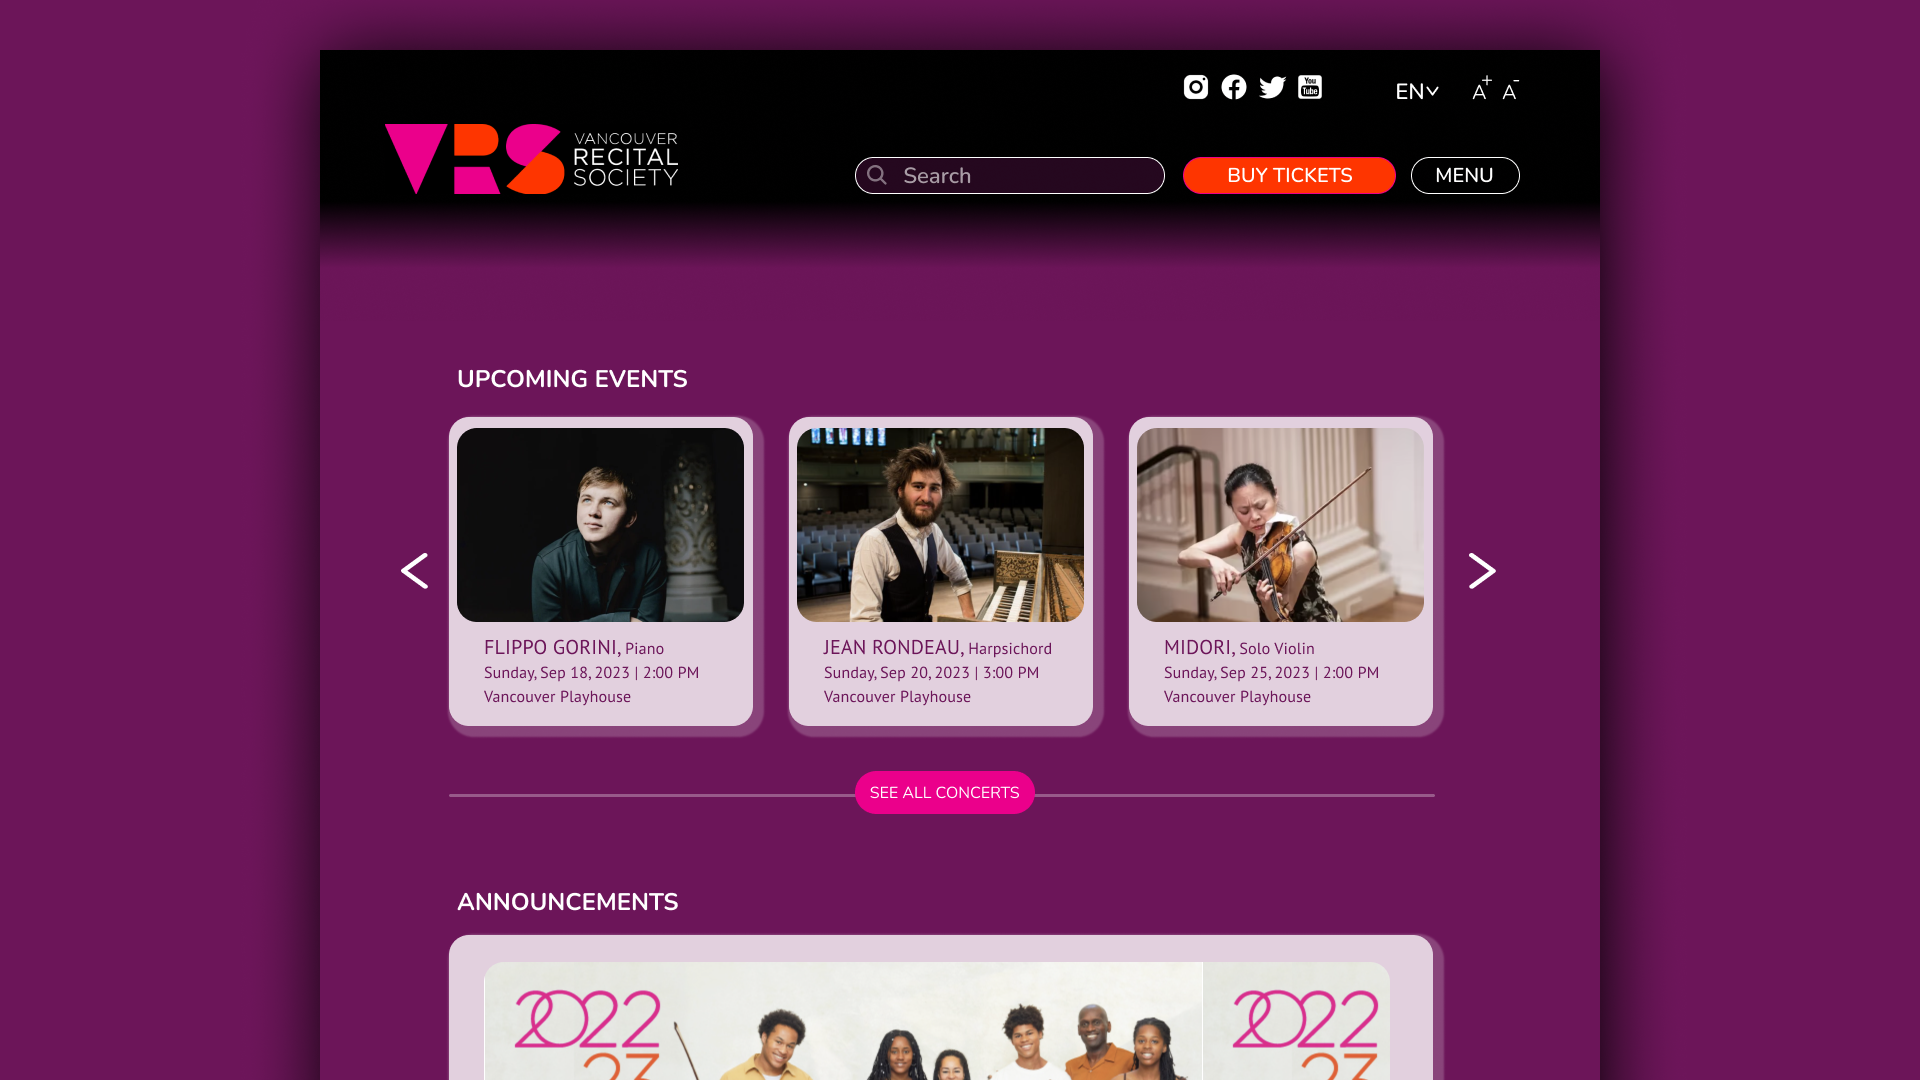 EN
A+ A-
VRS
VANCOUVER
RECITAL
SOCIETY
Search
BUY TICKETS
MENU
UPCOMING EVENTS
FLIPPO GORINI, Piano
Sunday, Sep 18, 2023 | 2:00 PM
Vancouver Playhouse
JEAN RONDEAU, Harpsichord
Sunday, Sep 20, 2023 | 3:00 PM
Vancouver Playhouse
MIDORI, Solo Violin
Sunday, Sep 25, 2023 | 2:00 PM
Vancouver Playhouse
SEE ALL CONCERTS
ANNOUNCEMENTS
2022
23
2022
23